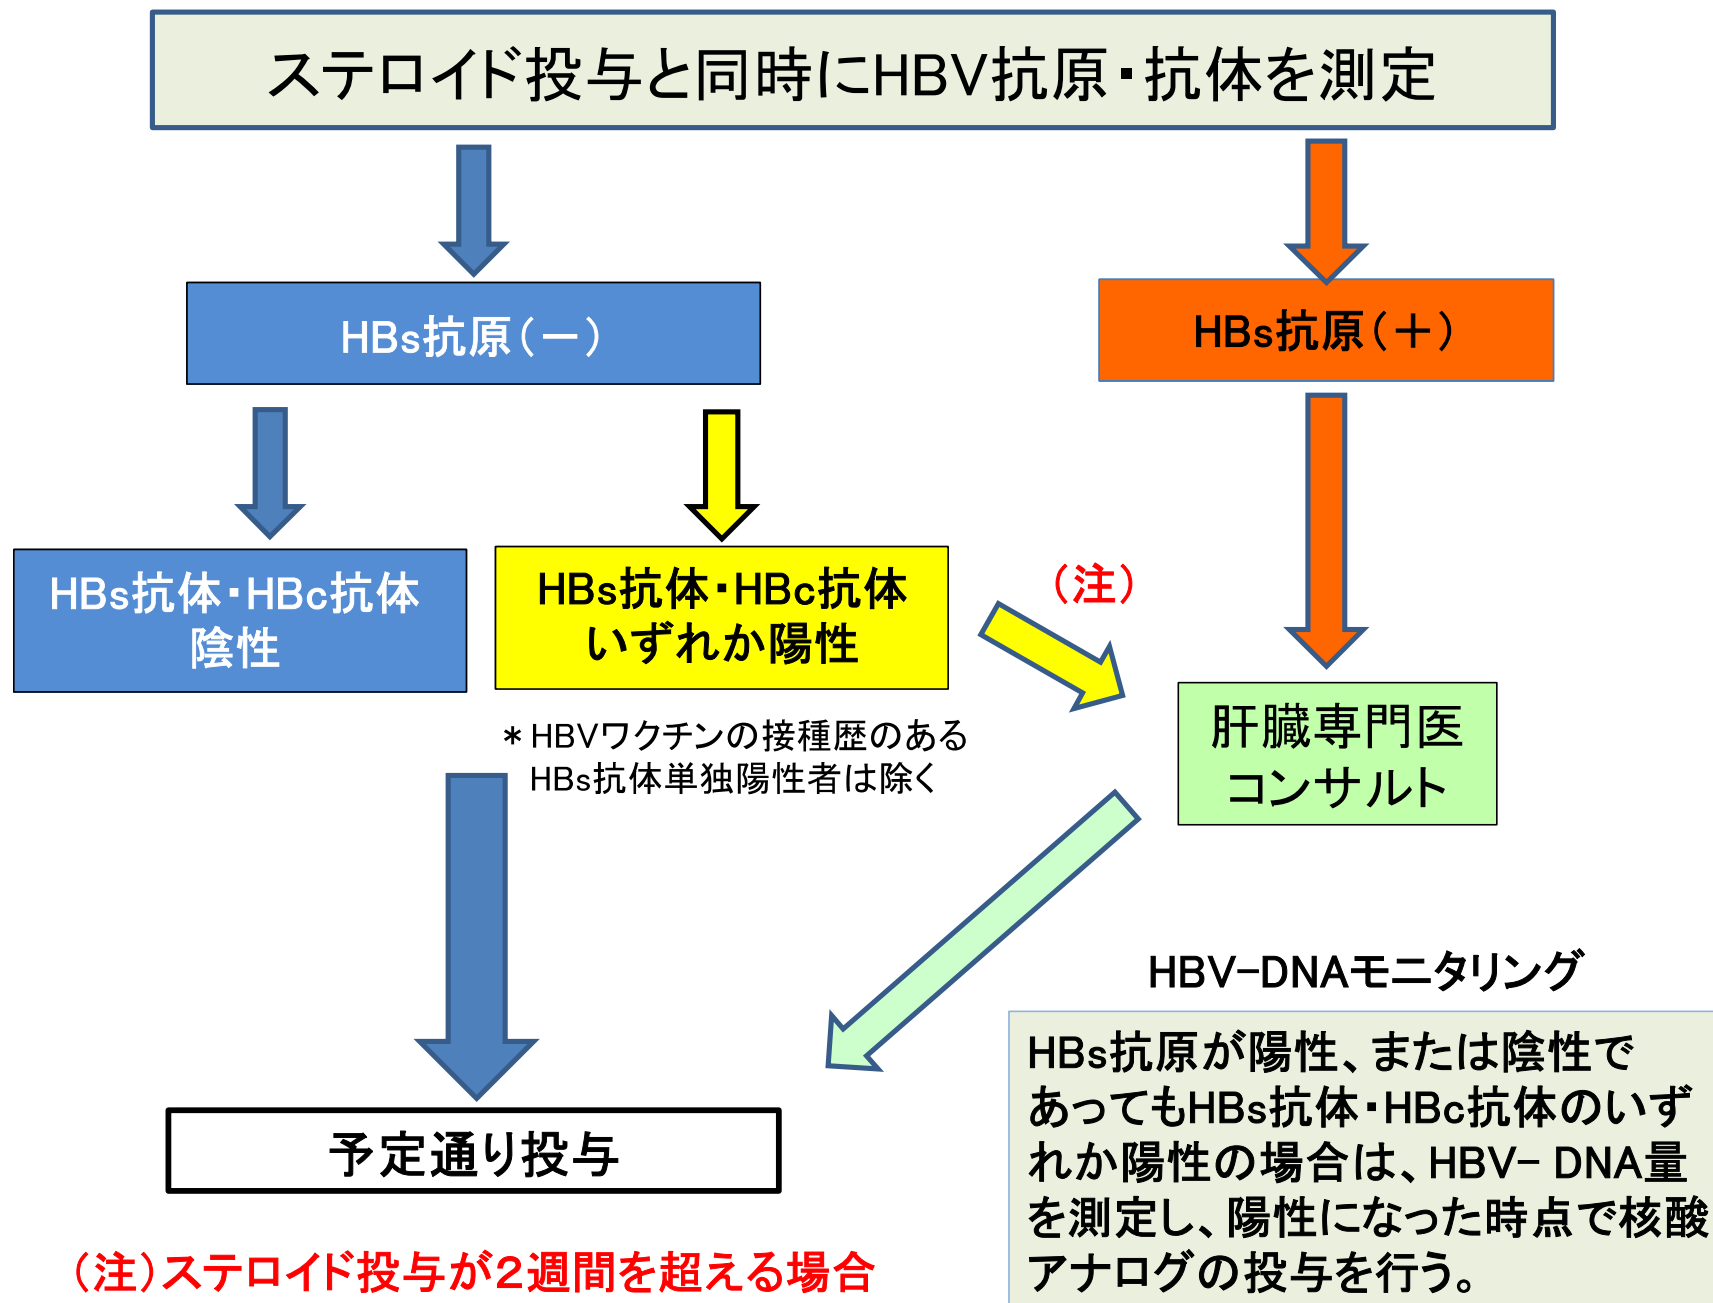 ステロイド投与と同時にHBV抗原・抗体を測定
HBs抗原(－)
HBs抗原(＋)
HBs抗体・HBc抗体
陰性
HBs抗体・HBc抗体
いずれか陽性
(注)
＊HBVワクチンの接種歴のある
HBs抗体単独陽性者は除く
肝臓専門医
コンサルト
HBV-DNAモニタリング
HBs抗原が陽性、または陰性で
あってもHBs抗体・HBc抗体のいず
れか陽性の場合は、HBV- DNA量
を測定し、陽性になった時点で核酸
アナログの投与を行う。
予定通り投与
(注)ステロイド投与が２週間を超える場合